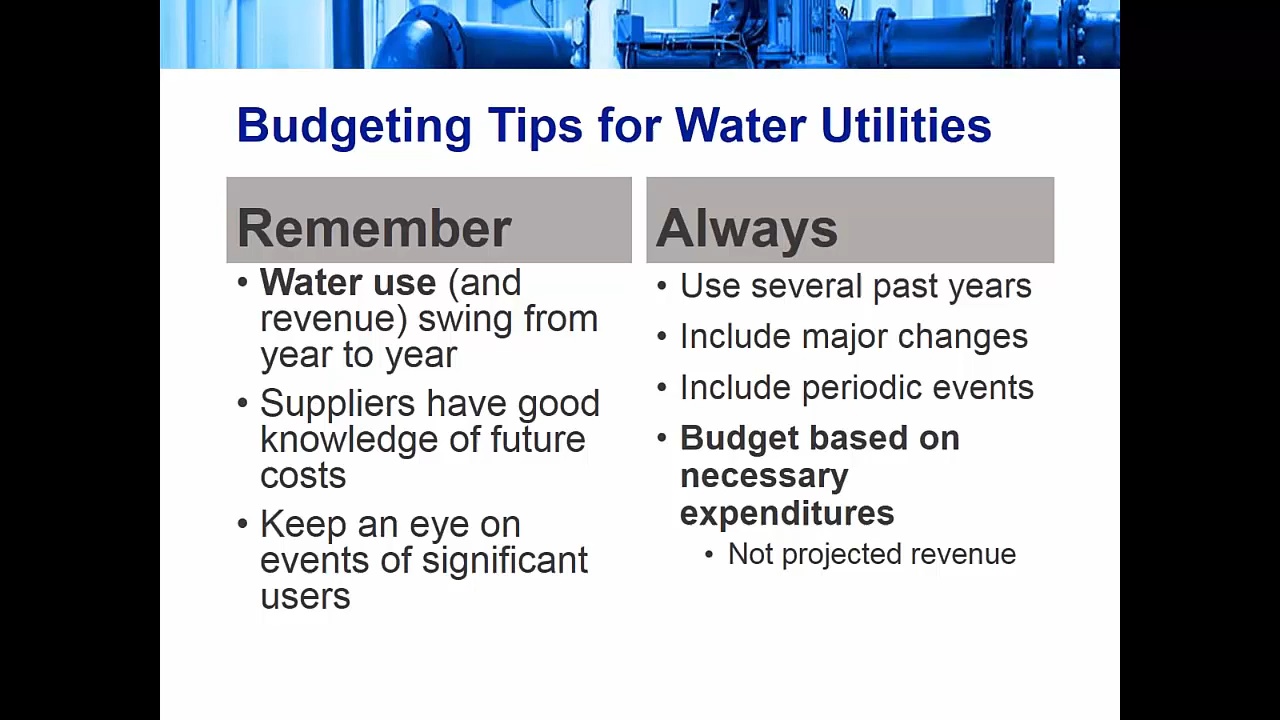 Budgeting Tips for Water Utilities
Remember
• Water use (and
revenue) swing from
year to year
• Suppliers have good
knowledge of future
costs
• Keep an eye on
events of significant
users
Always
• Use several past years
• Include major changes
• Include periodic events
• Budget based on
necessary
expenditures
• Not projected revenue